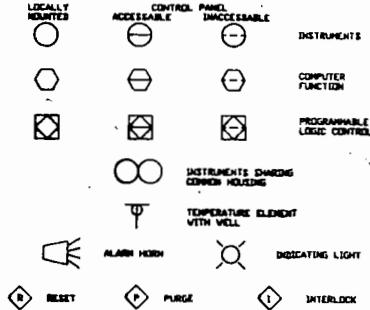 LOCALLY MOUNTED
CONTROL PANEL
ACCESSABLE INACCESSABLE
INSTRUMENTS
COMPUTER FUNCTION
PROGRAMMABLE LOGIC CONTROL
INSTRUMENTS SHARING COMMON HOUSING
TEMPERATURE ELEMENT WITH WELL
ALARM HORN INDICATING LIGHT
R RESET P PURGE I INTERLOCK